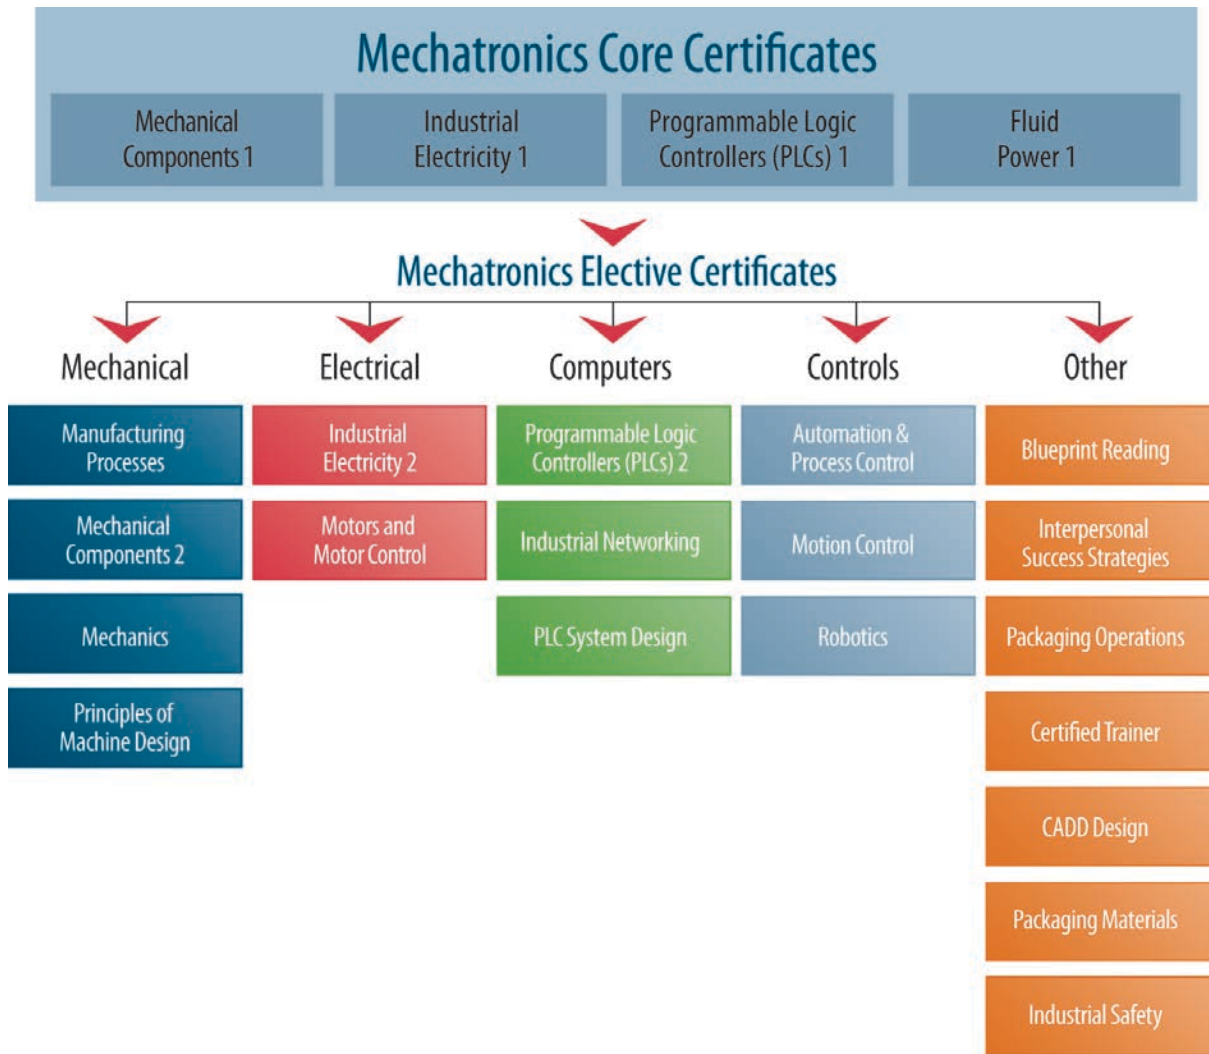 Mechatronics Core Certificates
Mechanical
Components 1
Industrial
Electricity 1
Programmable Logic
Controllers (PLCs) 1
Fluid
Power 1
Mechatronics Elective Certificates
Mechanical
Manufacturing
Processes
Mechanical
Components 2
Mechanics
Principles of
Machine Design
Electrical
Industrial
Electricity 2
Motors and
Motor Control
Computers
Programmable Logic
Controllers (PLCs) 2
Industrial Networking
PLC System Design
Controls
Automation &
Process Control
Motion Control
Robotics
Other
Blueprint Reading
Interpersonal
Success Strategies
Packaging Operations
Certified Trainer
CADD Design
Packaging Materials
Industrial Safety